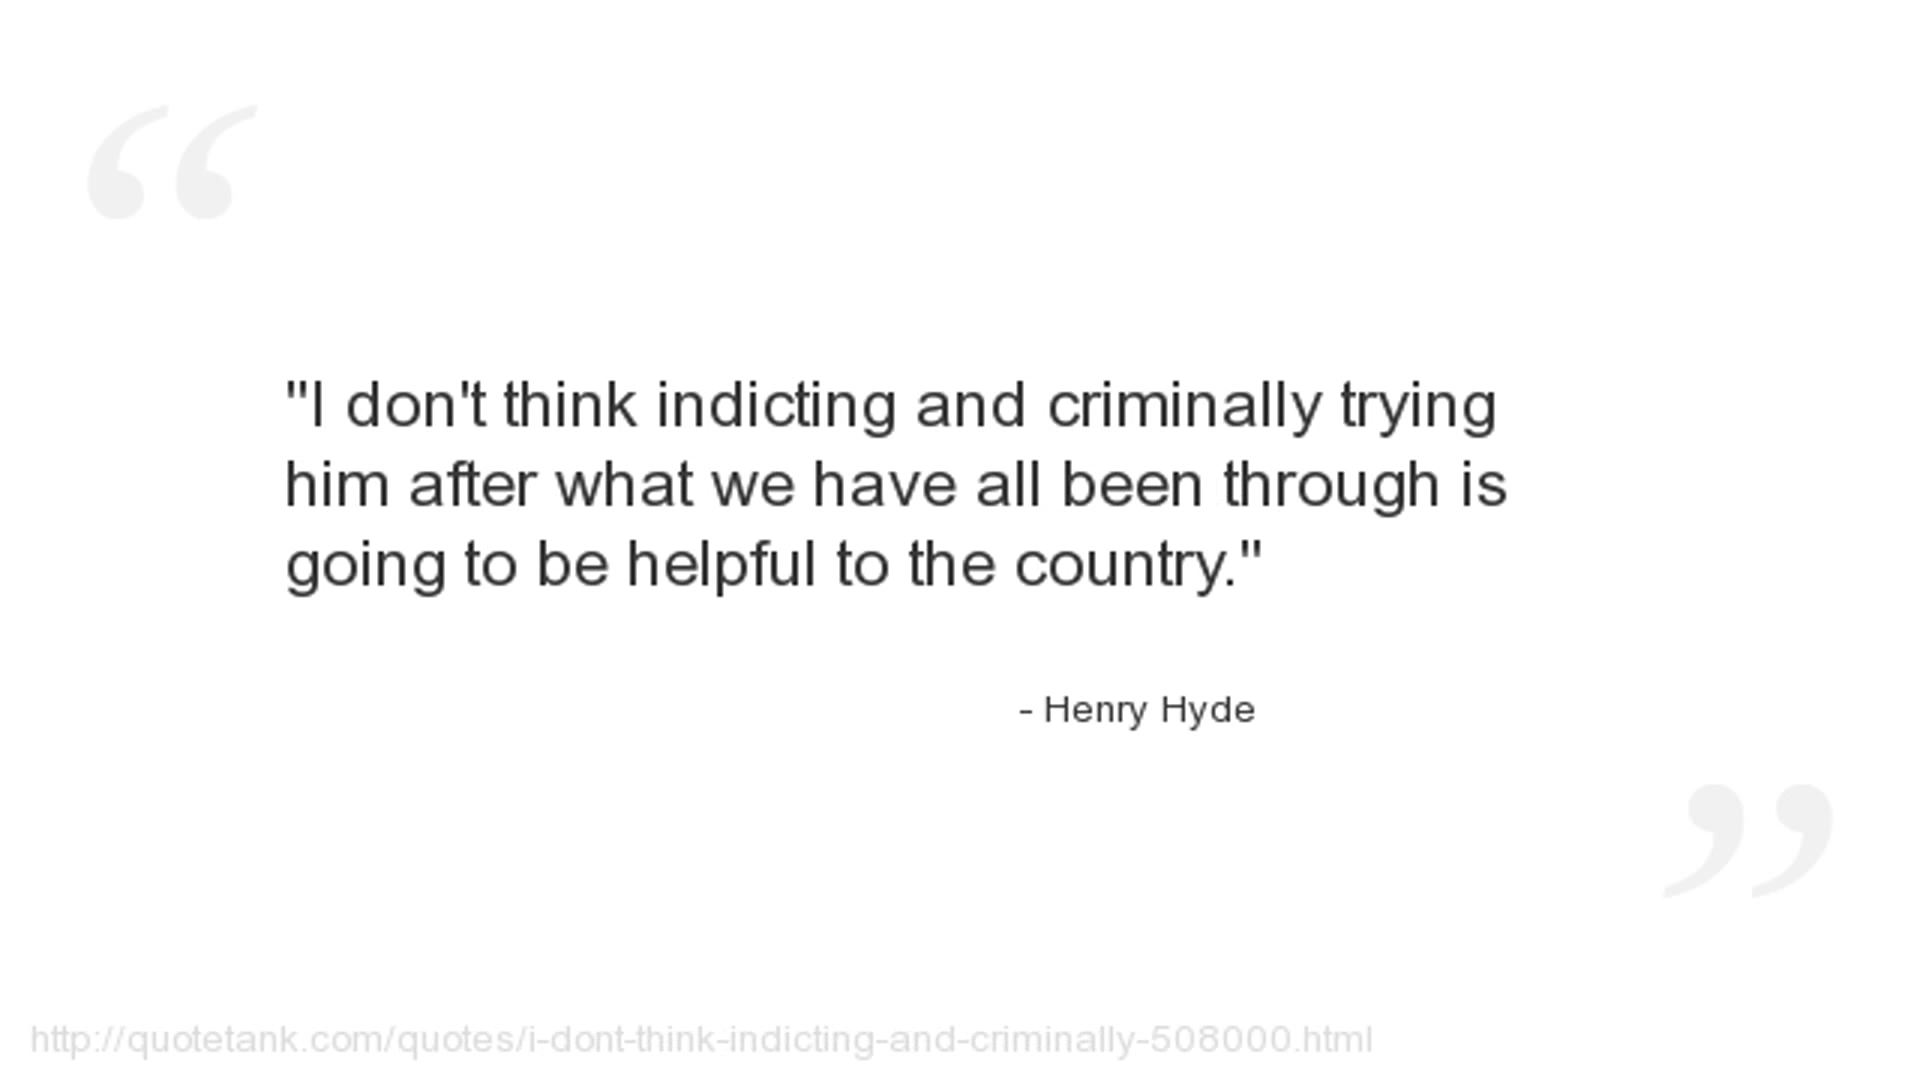 "I don't think indicting and criminally trying
him after what we have all been through is
going to be helpful to the country."
- Henry Hyde
http://quotetank.com/quotes/i-dont-think-indicting-and-criminally-508000.html